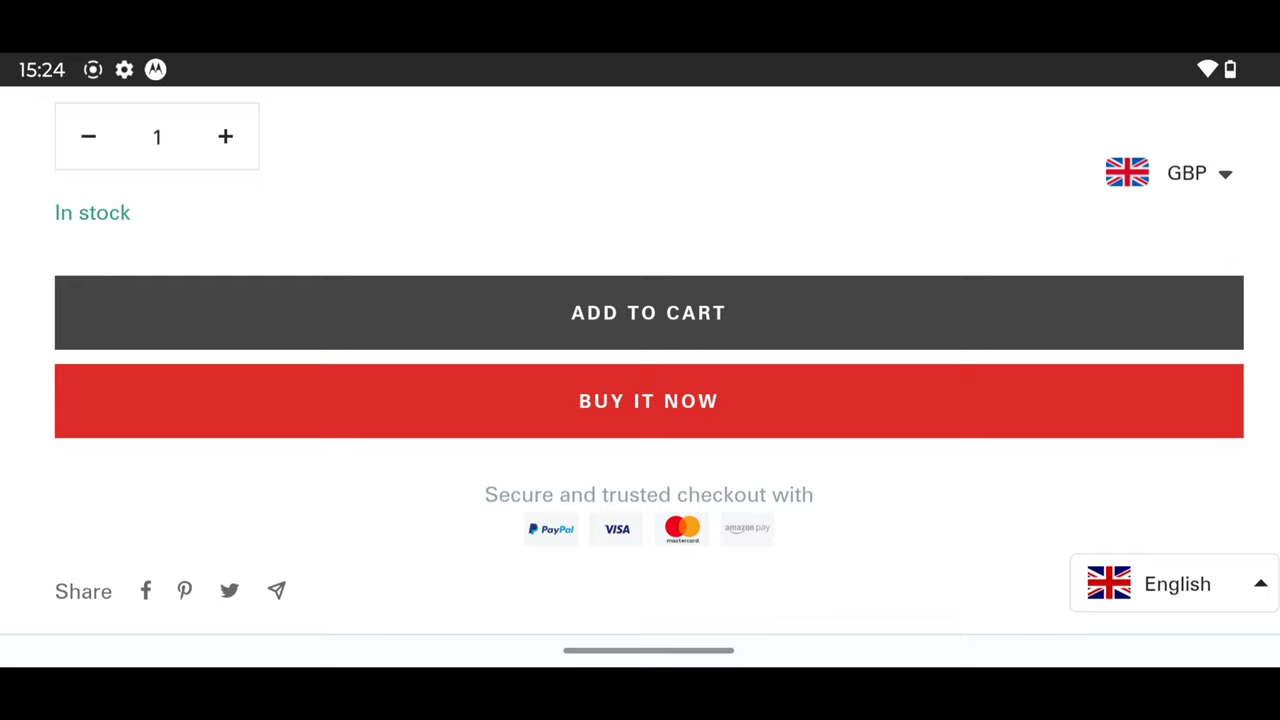 15:24
− 1 +
GBP
In stock
ADD TO CART
BUY IT NOW
Secure and trusted checkout with
PayPal VISA mastercard amazon pay
Share
English